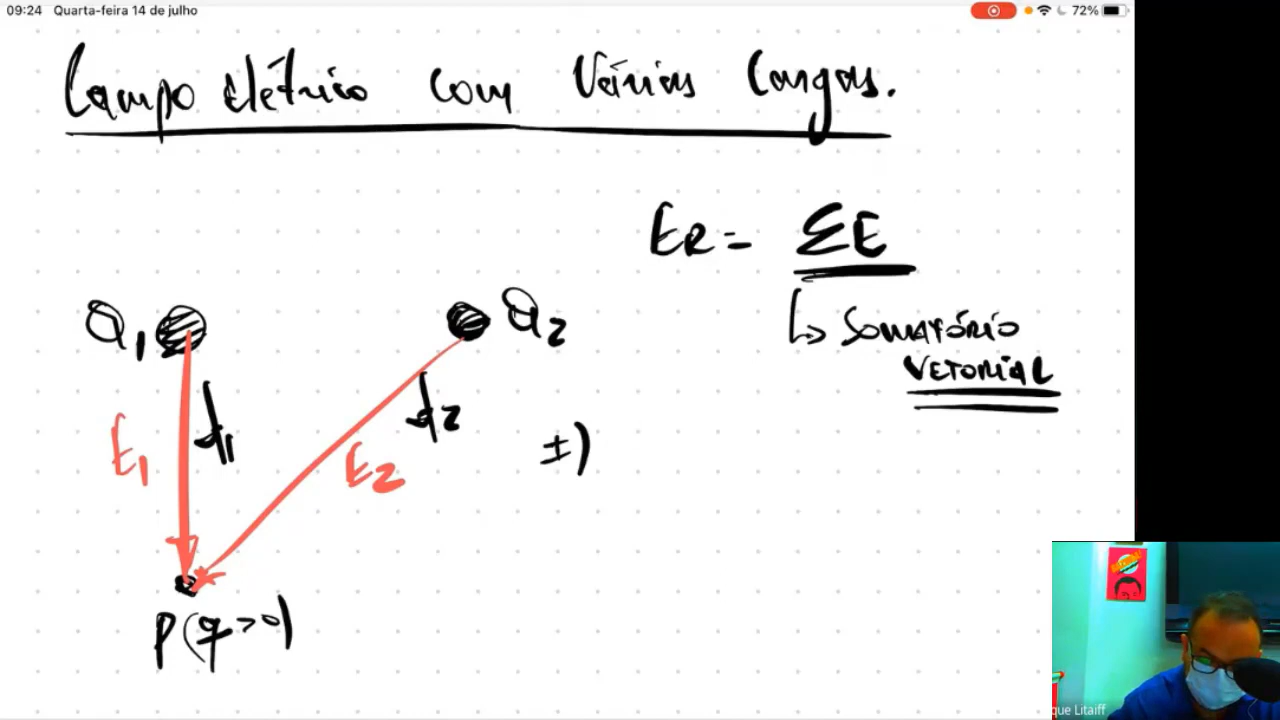 09:24 Quarta-feira 14 de julho
72%
Campo elétrico com Várias Cargas.
ER = ΣE
↳ Somatório
VETORIAL
Q1
Q2
d1
d2
E1
E2
I)
P(q>0)
que Litaiff